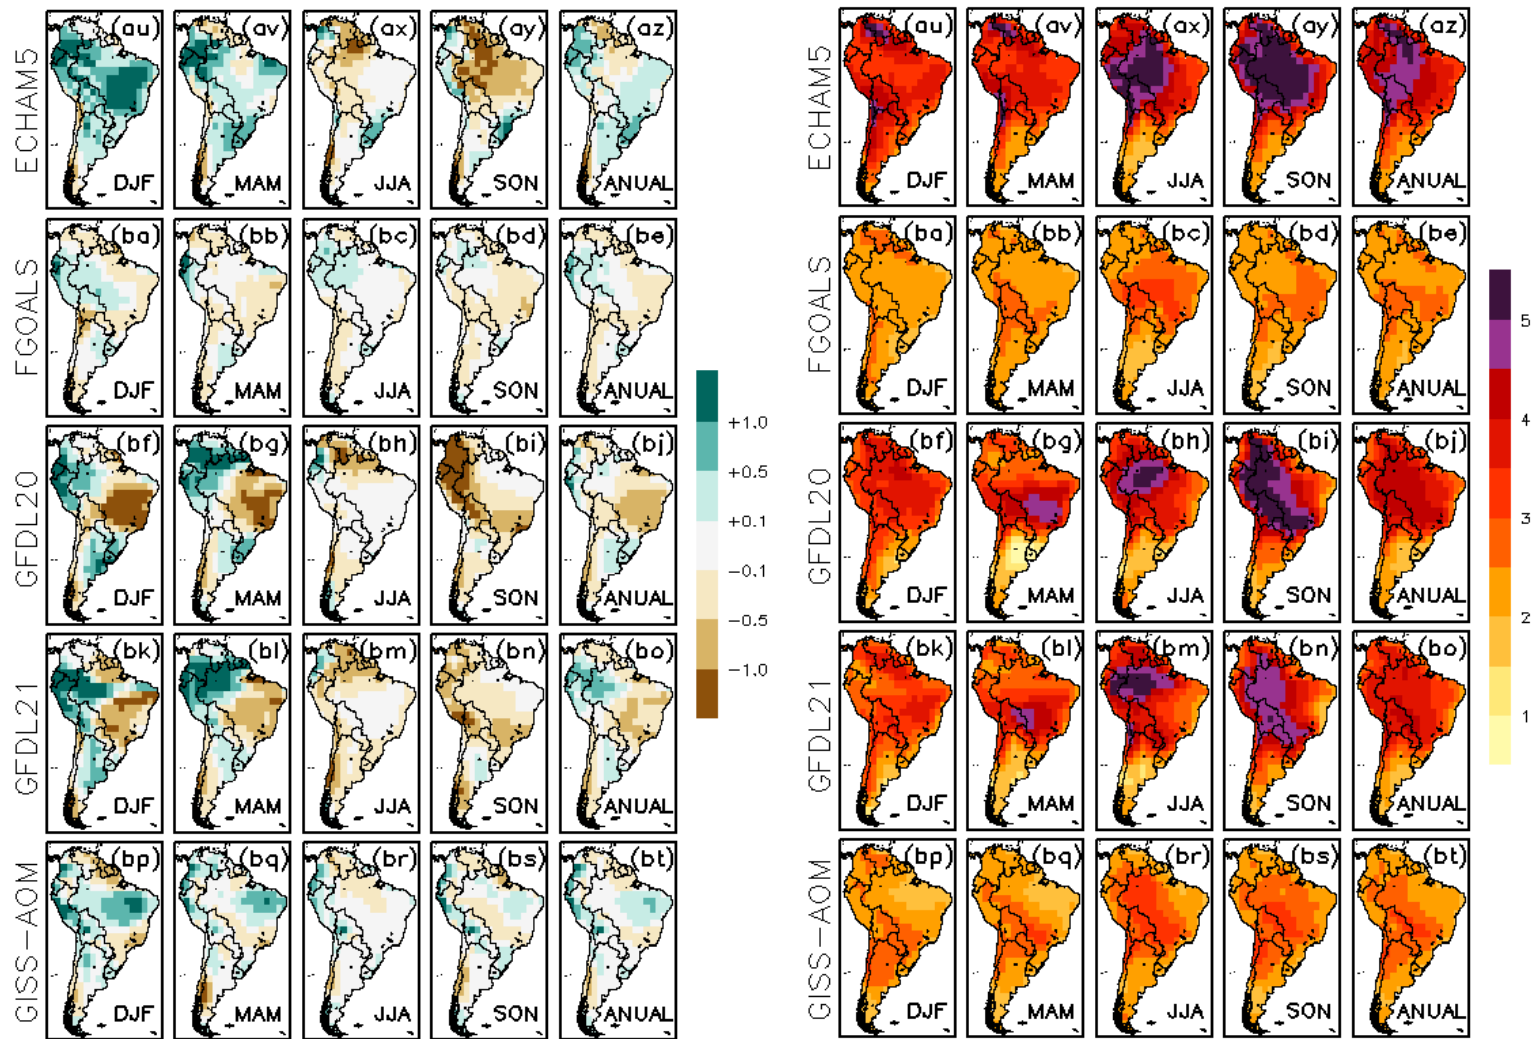 ECHAM5
(au) (av) (ax) (ay) (az)
DJF MAM JJA SON ANUAL
FGOALS
(ba) (bb) (bc) (bd) (be)
DJF MAM JJA SON ANUAL
GFDL20
(bf) (bg) (bh) (bi) (bj)
DJF MAM JJA SON ANUAL
GFDL21
(bk) (bl) (bm) (bn) (bo)
DJF MAM JJA SON ANUAL
GISS-AOM
(bp) (bq) (br) (bs) (bt)
DJF MAM JJA SON ANUAL
+1.0
+0.5
+0.1
-0.1
-0.5
-1.0
ECHAM5
(au) (av) (ax) (ay) (az)
DJF MAM JJA SON ANUAL
FGOALS
(ba) (bb) (bc) (bd) (be)
DJF MAM JJA SON ANUAL
GFDL20
(bf) (bg) (bh) (bi) (bj)
DJF MAM JJA SON ANUAL
GFDL21
(bk) (bl) (bm) (bn) (bo)
DJF MAM JJA SON ANUAL
GISS-AOM
(bp) (bq) (br) (bs) (bt)
DJF MAM JJA SON ANUAL
5
4
3
2
1